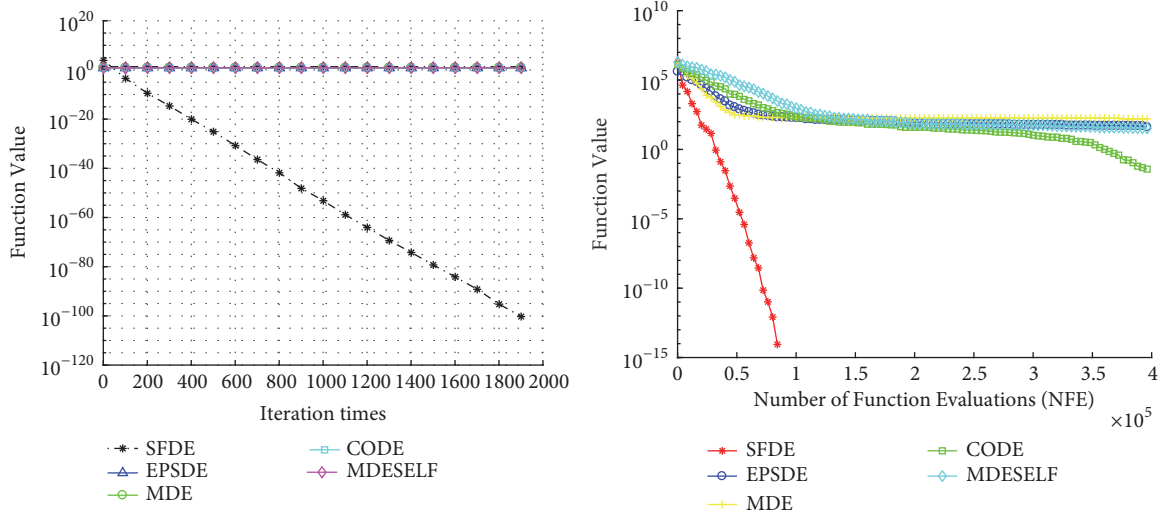 Function Value
10^20
10^0
10^-20
10^-40
10^-60
10^-80
10^-100
10^-120
0 200 400 600 800 1000 1200 1400 1600 1800 2000
Iteration times
SFDE
EPSDE
MDE
CODE
MDESELF
Function Value
10^10
10^5
10^0
10^-5
10^-10
10^-15
0 0.5 1 1.5 2 2.5 3 3.5 4
Number of Function Evaluations (NFE)
×10^5
SFDE
EPSDE
MDE
CODE
MDESELF